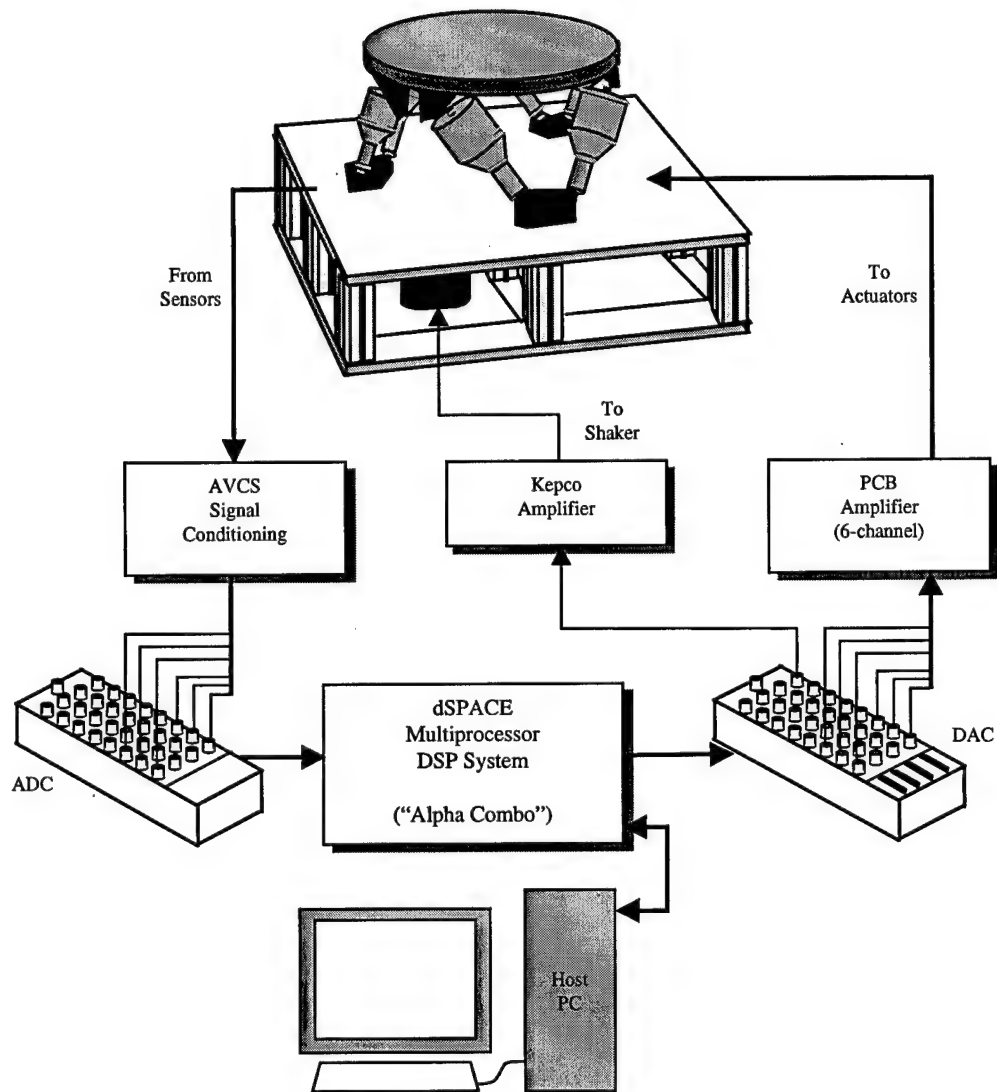 From
Sensors
To
Actuators
To
Shaker
AVCS
Signal
Conditioning
Kepco
Amplifier
PCB
Amplifier
(6-channel)
ADC
dSPACE
Multiprocessor
DSP System
(“Alpha Combo”)
DAC
Host
PC